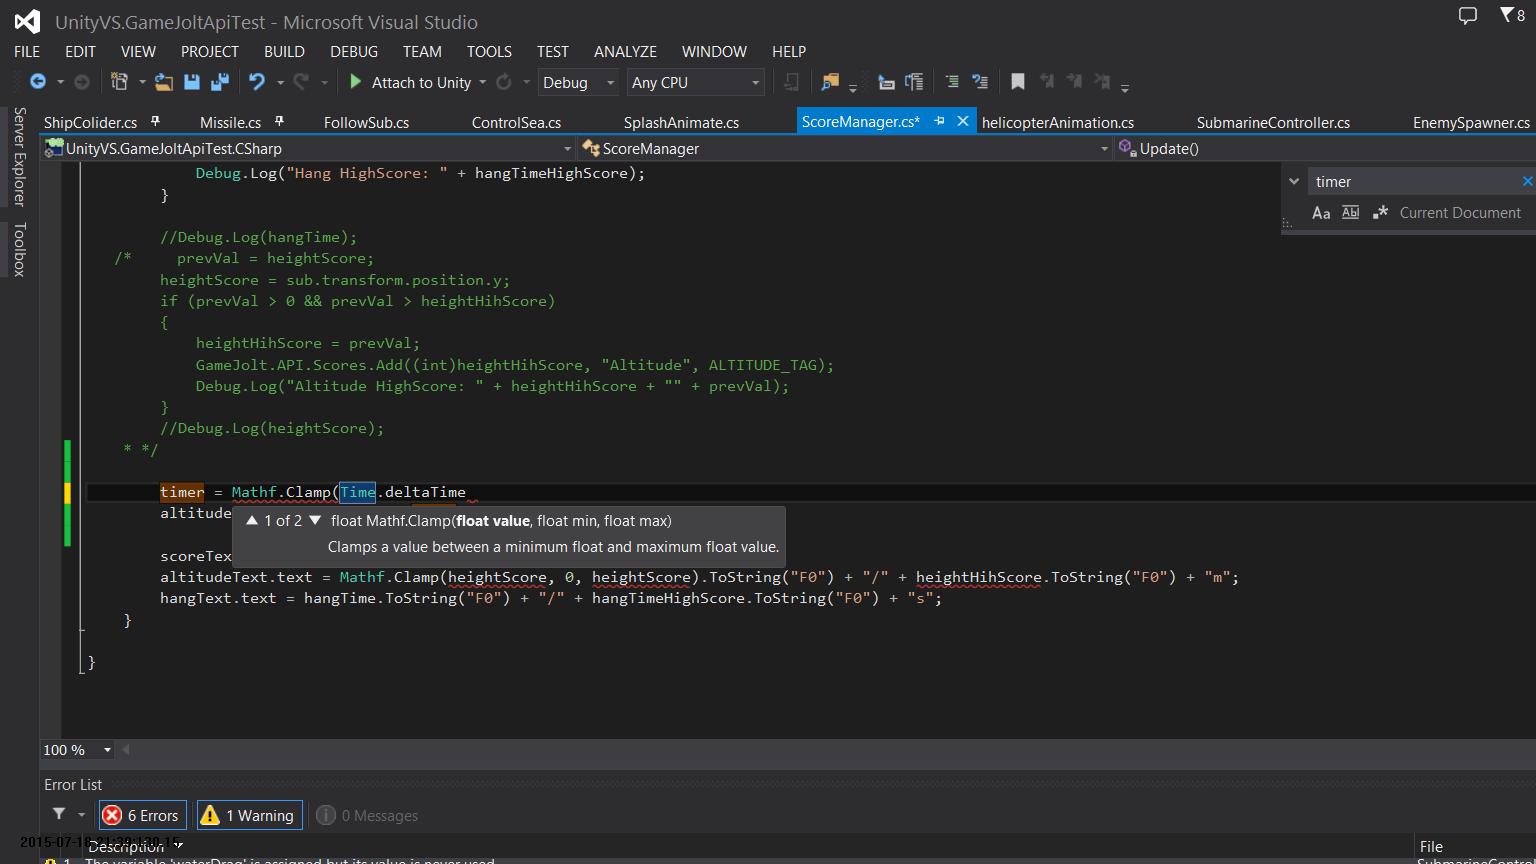 UnityVS.GameJoltApiTest - Microsoft Visual Studio
8
FILE EDIT VIEW PROJECT BUILD DEBUG TEAM TOOLS TEST ANALYZE WINDOW HELP
Attach to Unity Debug Any CPU
Server Explorer
Toolbox
ShipColider.cs Missile.cs FollowSub.cs ControlSea.cs SplashAnimate.cs ScoreManager.cs* helicopterAnimation.cs SubmarineController.cs EnemySpawner.cs
UnityVS.GameJoltApiTest.CSharp ScoreManager Update()
timer
Aa Abl Current Document
Debug.Log("Hang HighScore: " + hangTimeHighScore);
}
//Debug.Log(hangTime);
/* prevVal = heightScore;
heightScore = sub.transform.position.y;
if (prevVal > 0 && prevVal > heightHihScore)
{
heightHihScore = prevVal;
GameJolt.API.Scores.Add((int)heightHihScore, "Altitude", ALTITUDE_TAG);
Debug.Log("Altitude HighScore: " + heightHihScore + "" + prevVal);
}
//Debug.Log(heightScore);
* */
timer = Mathf.Clamp(Time.deltaTime
altitude
1 of 2 float Mathf.Clamp(float value, float min, float max)
Clamps a value between a minimum float and maximum float value.
scoreTex
altitudeText.text = Mathf.Clamp(heightScore, 0, heightScore).ToString("F0") + "/" + heightHihScore.ToString("F0") + "m";
hangText.text = hangTime.ToString("F0") + "/" + hangTimeHighScore.ToString("F0") + "s";
}
}
100 %
Error List
6 Errors 1 Warning 0 Messages
Description File
1 The variable 'waterDrag' is assigned but its value is never used SubmarineContro